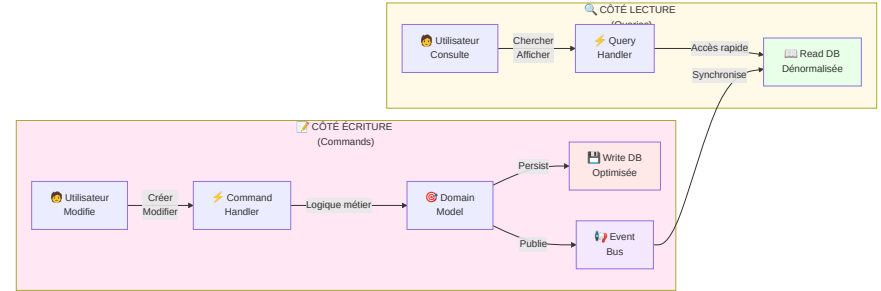 🔍 CÔTÉ LECTURE
(Queries)
🧑 Utilisateur
Consulte
Chercher
Afficher
⚡ Query
Handler
Accès rapide
📖 Read DB
Dénormalisée
Synchronise
📝 CÔTÉ ÉCRITURE
(Commands)
🧑 Utilisateur
Modifie
Créer
Modifier
⚡ Command
Handler
Logique métier
🎯 Domain
Model
Persist
💾 Write DB
Optimisée
Publie
📢 Event
Bus